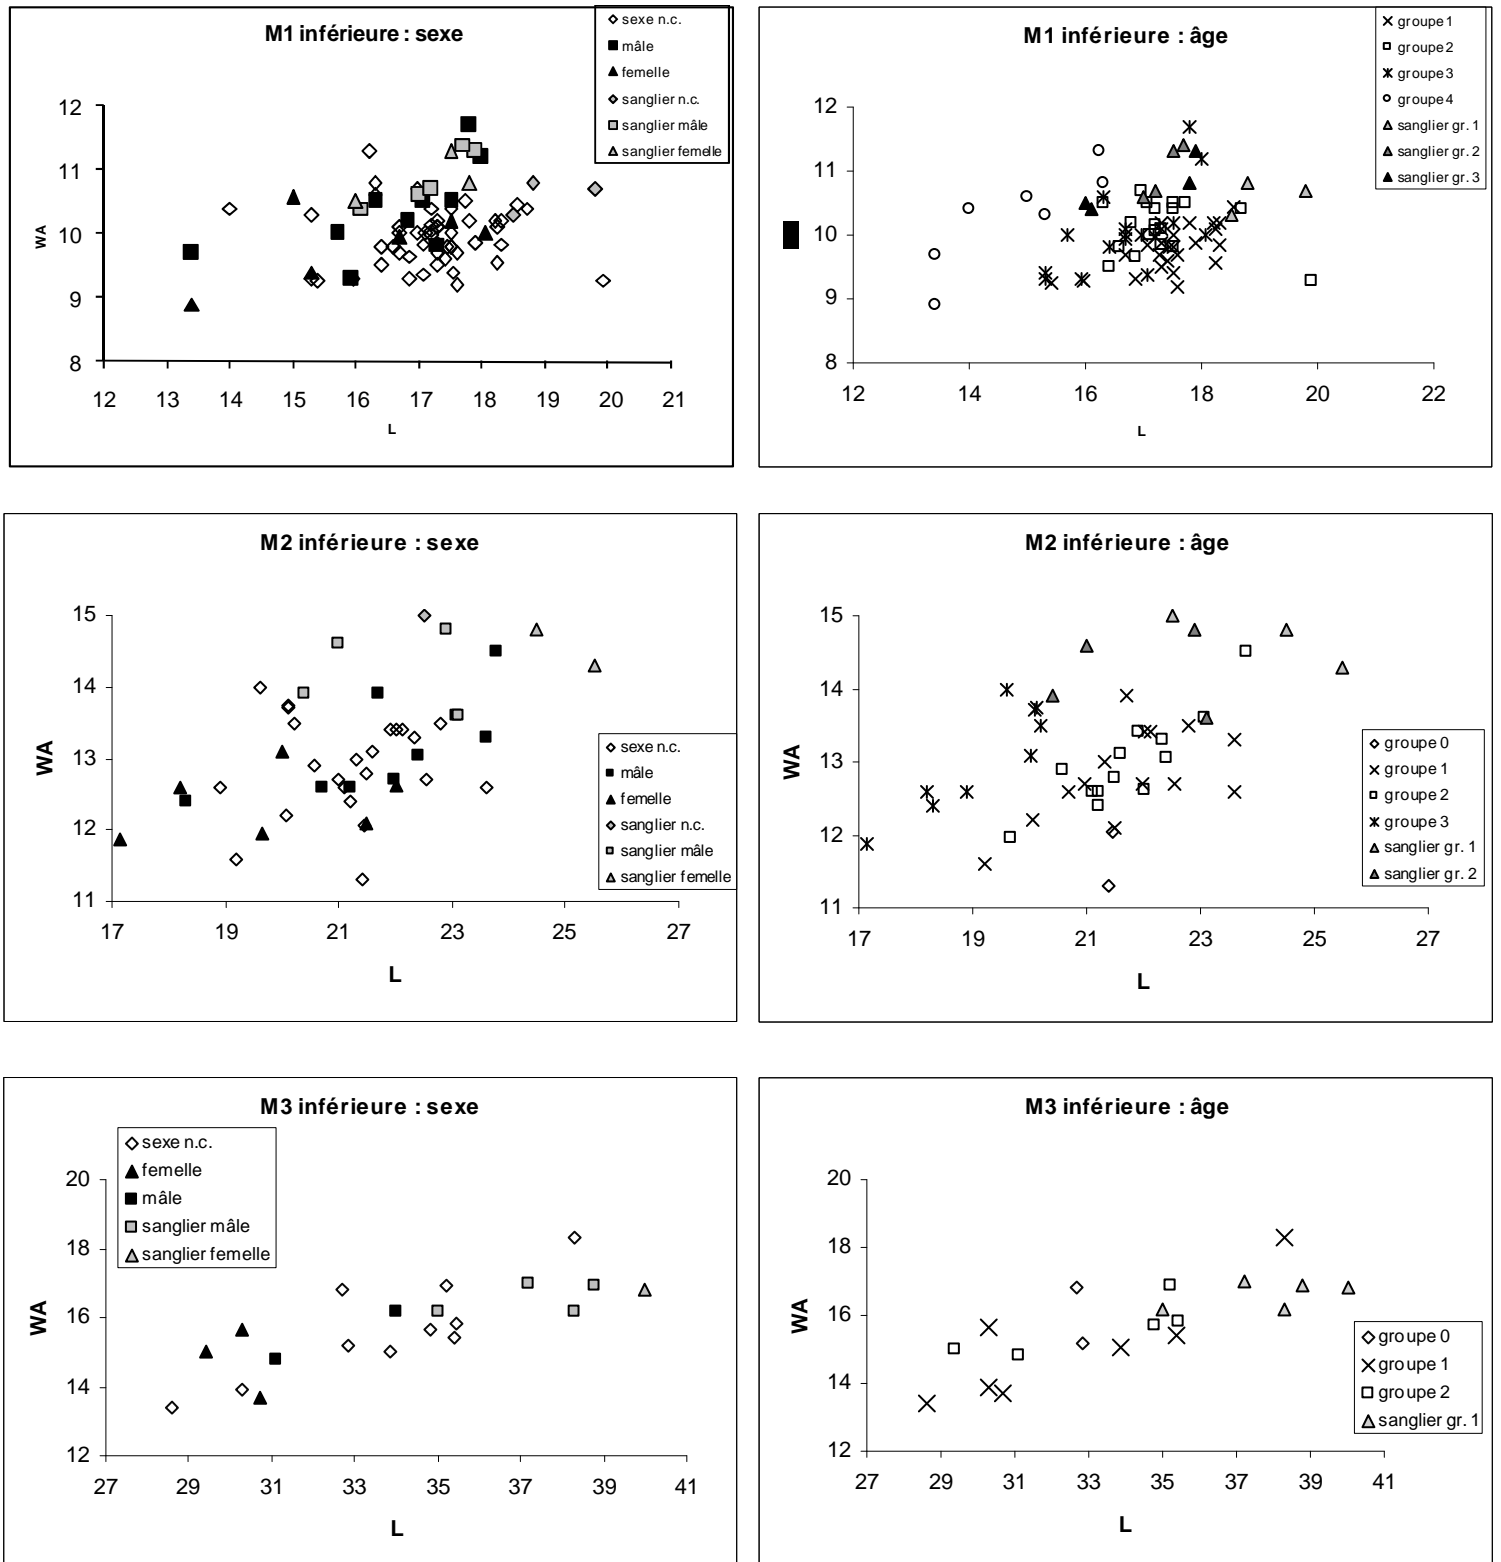 M1 inférieure : sexe
sexe n.c.
mâle
femelle
sanglier n.c.
sanglier mâle
sanglier femelle
WA
12
11
10
9
8
12 13 14 15 16 17 18 19 20 21
L
M1 inférieure : âge
groupe 1
groupe 2
groupe 3
groupe 4
sanglier gr. 1
sanglier gr. 2
sanglier gr. 3
12
11
10
9
8
12 14 16 18 20 22
L
M2 inférieure : sexe
15
14
13
12
11
WA
17 19 21 23 25 27
L
sexe n.c.
mâle
femelle
sanglier n.c.
sanglier mâle
sanglier femelle
M2 inférieure : âge
15
14
13
12
11
WA
17 19 21 23 25 27
L
groupe 0
groupe 1
groupe 2
groupe 3
sanglier gr. 1
sanglier gr. 2
M3 inférieure : sexe
sexe n.c.
femelle
mâle
sanglier mâle
sanglier femelle
20
18
16
14
12
WA
27 29 31 33 35 37 39 41
L
M3 inférieure : âge
20
18
16
14
12
WA
27 29 31 33 35 37 39 41
L
groupe 0
groupe 1
groupe 2
sanglier gr. 1